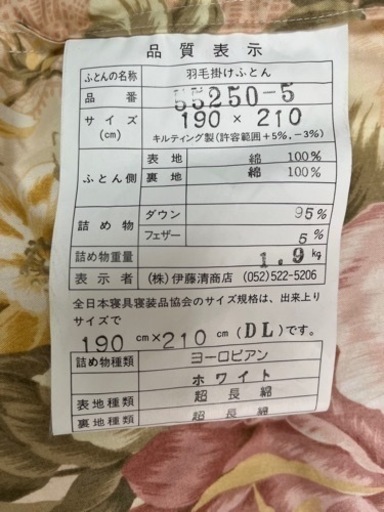 品質表示
ふとんの名称 羽毛掛けふとん
品番 55250-5
サイズ(cm) 190 × 210
キルティング製(許容範囲+5%,-3%)
ふとん側 表地 綿 100%
裏地 綿 100%
詰め物 ダウン 95%
フェザー 5%
詰め物重量 1.9kg
表示者 (株)伊藤清商店 (052)522-5206
全日本寝具寝装品協会のサイズ規格は、出来上り
サイズで
190cm×210cm(DL)です。
詰め物種類 ヨーロピアン
ホワイト
表地種類 超長綿
裏地種類 超長綿